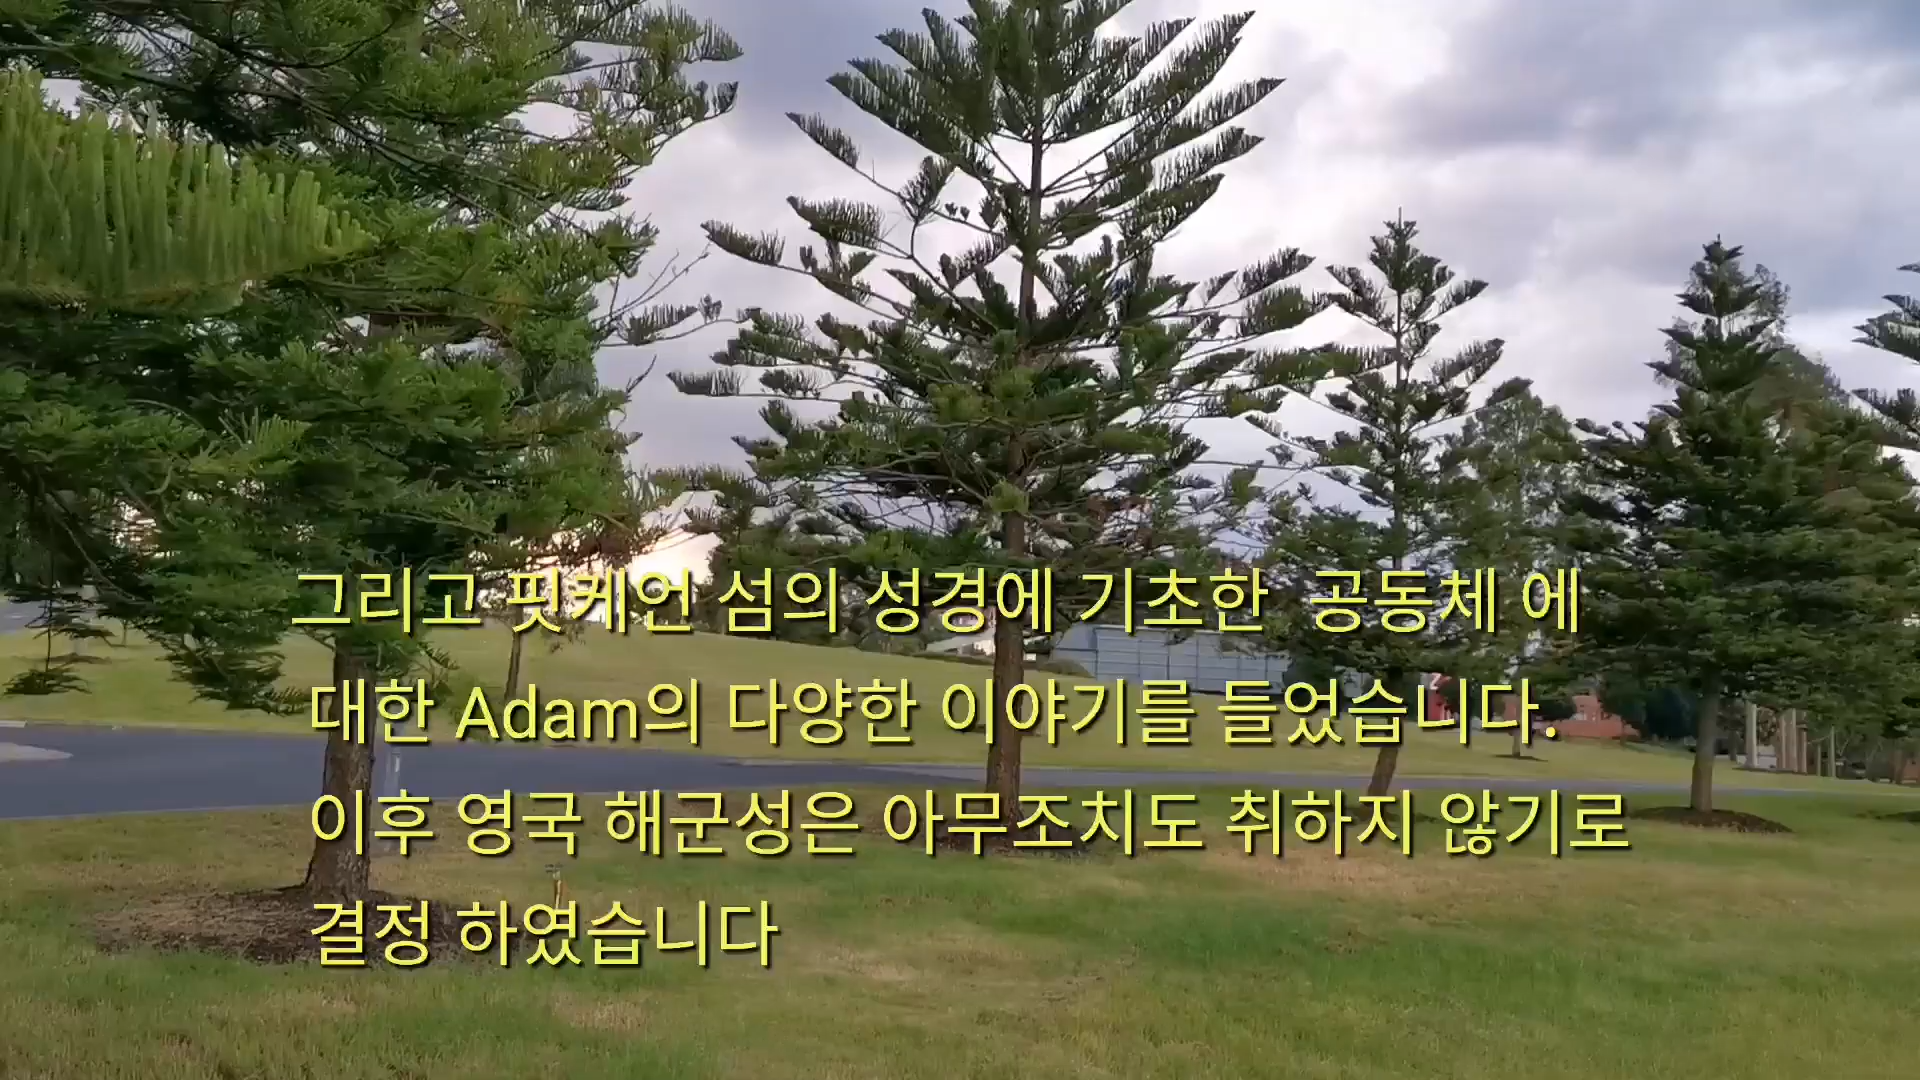 그리고 핏케언 섬의 성경에 기초한 공동체 에
대한 Adam의 다양한 이야기를 들었습니다.
이후 영국 해군성은 아무조치도 취하지 않기로
결정 하였습니다